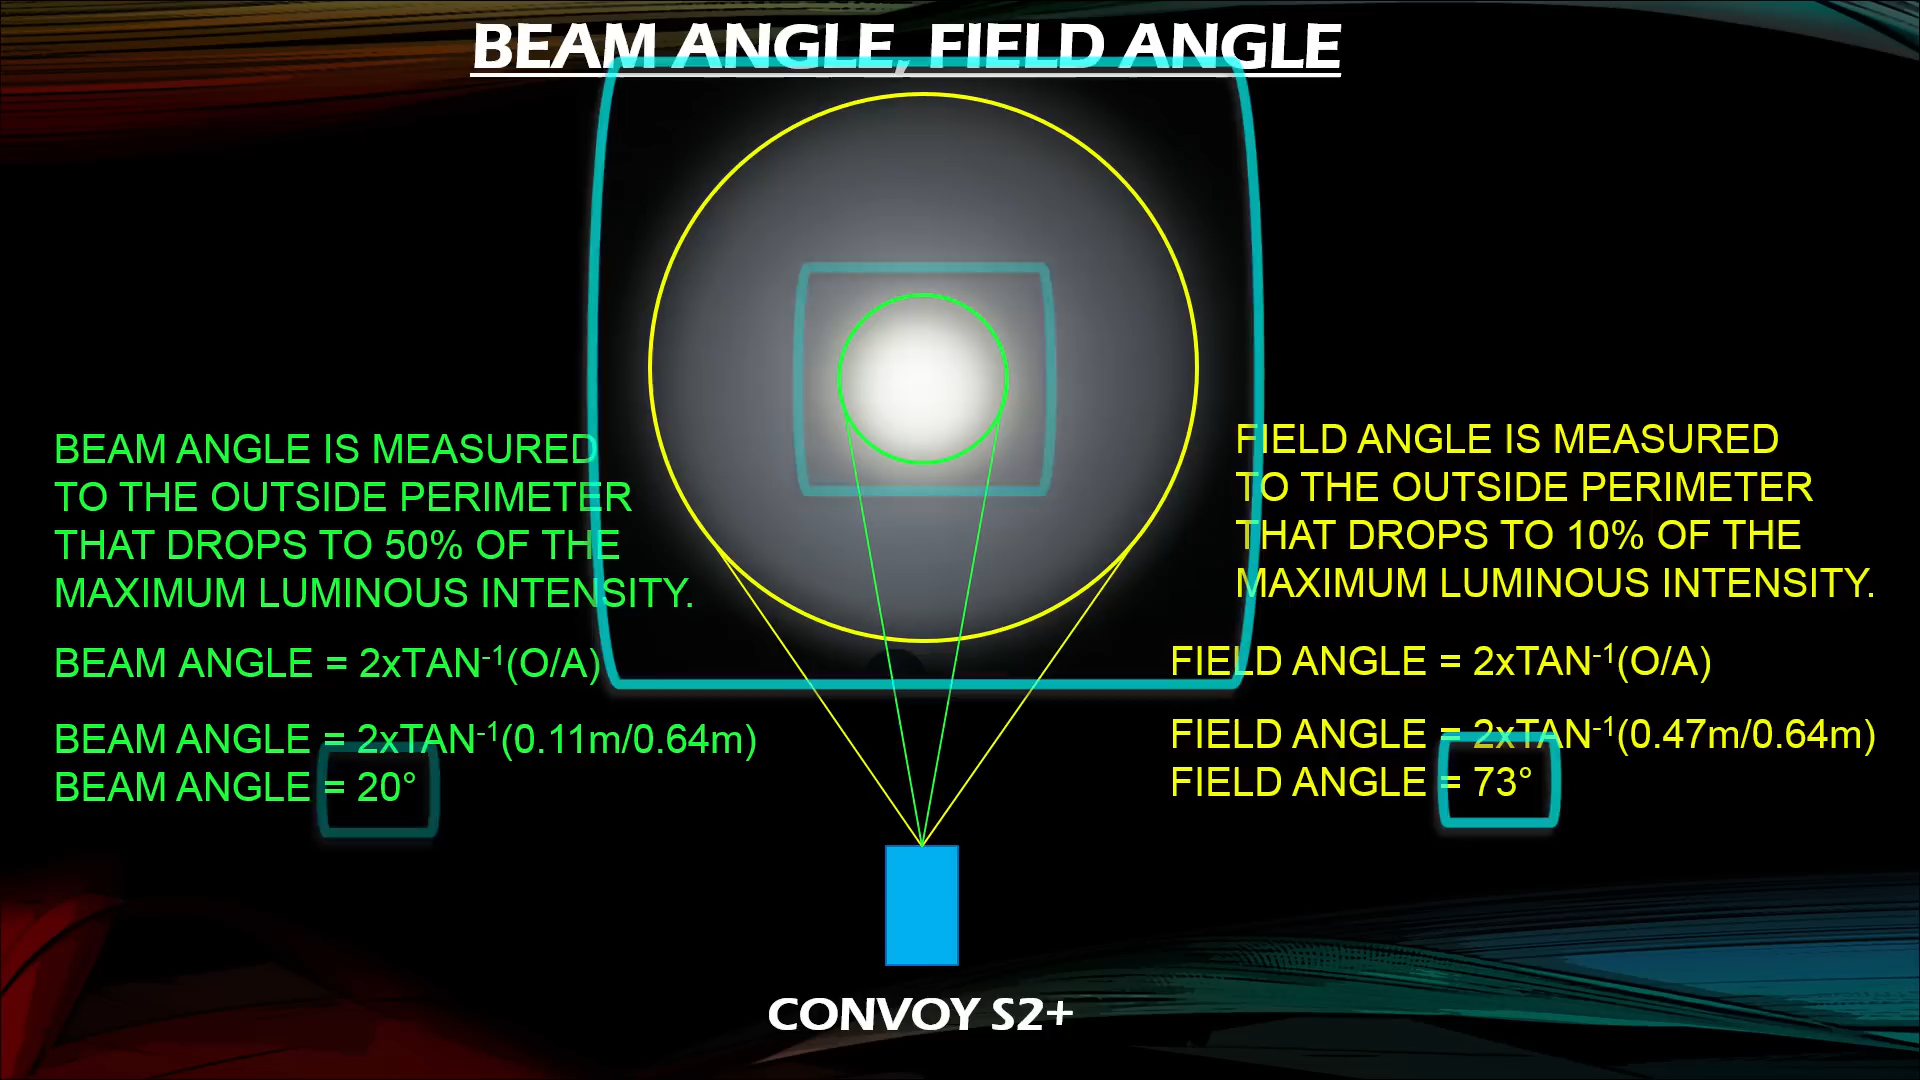 BEAM ANGLE, FIELD ANGLE
BEAM ANGLE IS MEASURED
TO THE OUTSIDE PERIMETER
THAT DROPS TO 50% OF THE
MAXIMUM LUMINOUS INTENSITY.
BEAM ANGLE = 2xTAN⁻¹(O/A)
BEAM ANGLE = 2xTAN⁻¹(0.11m/0.64m)
BEAM ANGLE = 20°
FIELD ANGLE IS MEASURED
TO THE OUTSIDE PERIMETER
THAT DROPS TO 10% OF THE
MAXIMUM LUMINOUS INTENSITY.
FIELD ANGLE = 2xTAN⁻¹(O/A)
FIELD ANGLE = 2xTAN⁻¹(0.47m/0.64m)
FIELD ANGLE = 73°
CONVOY S2+